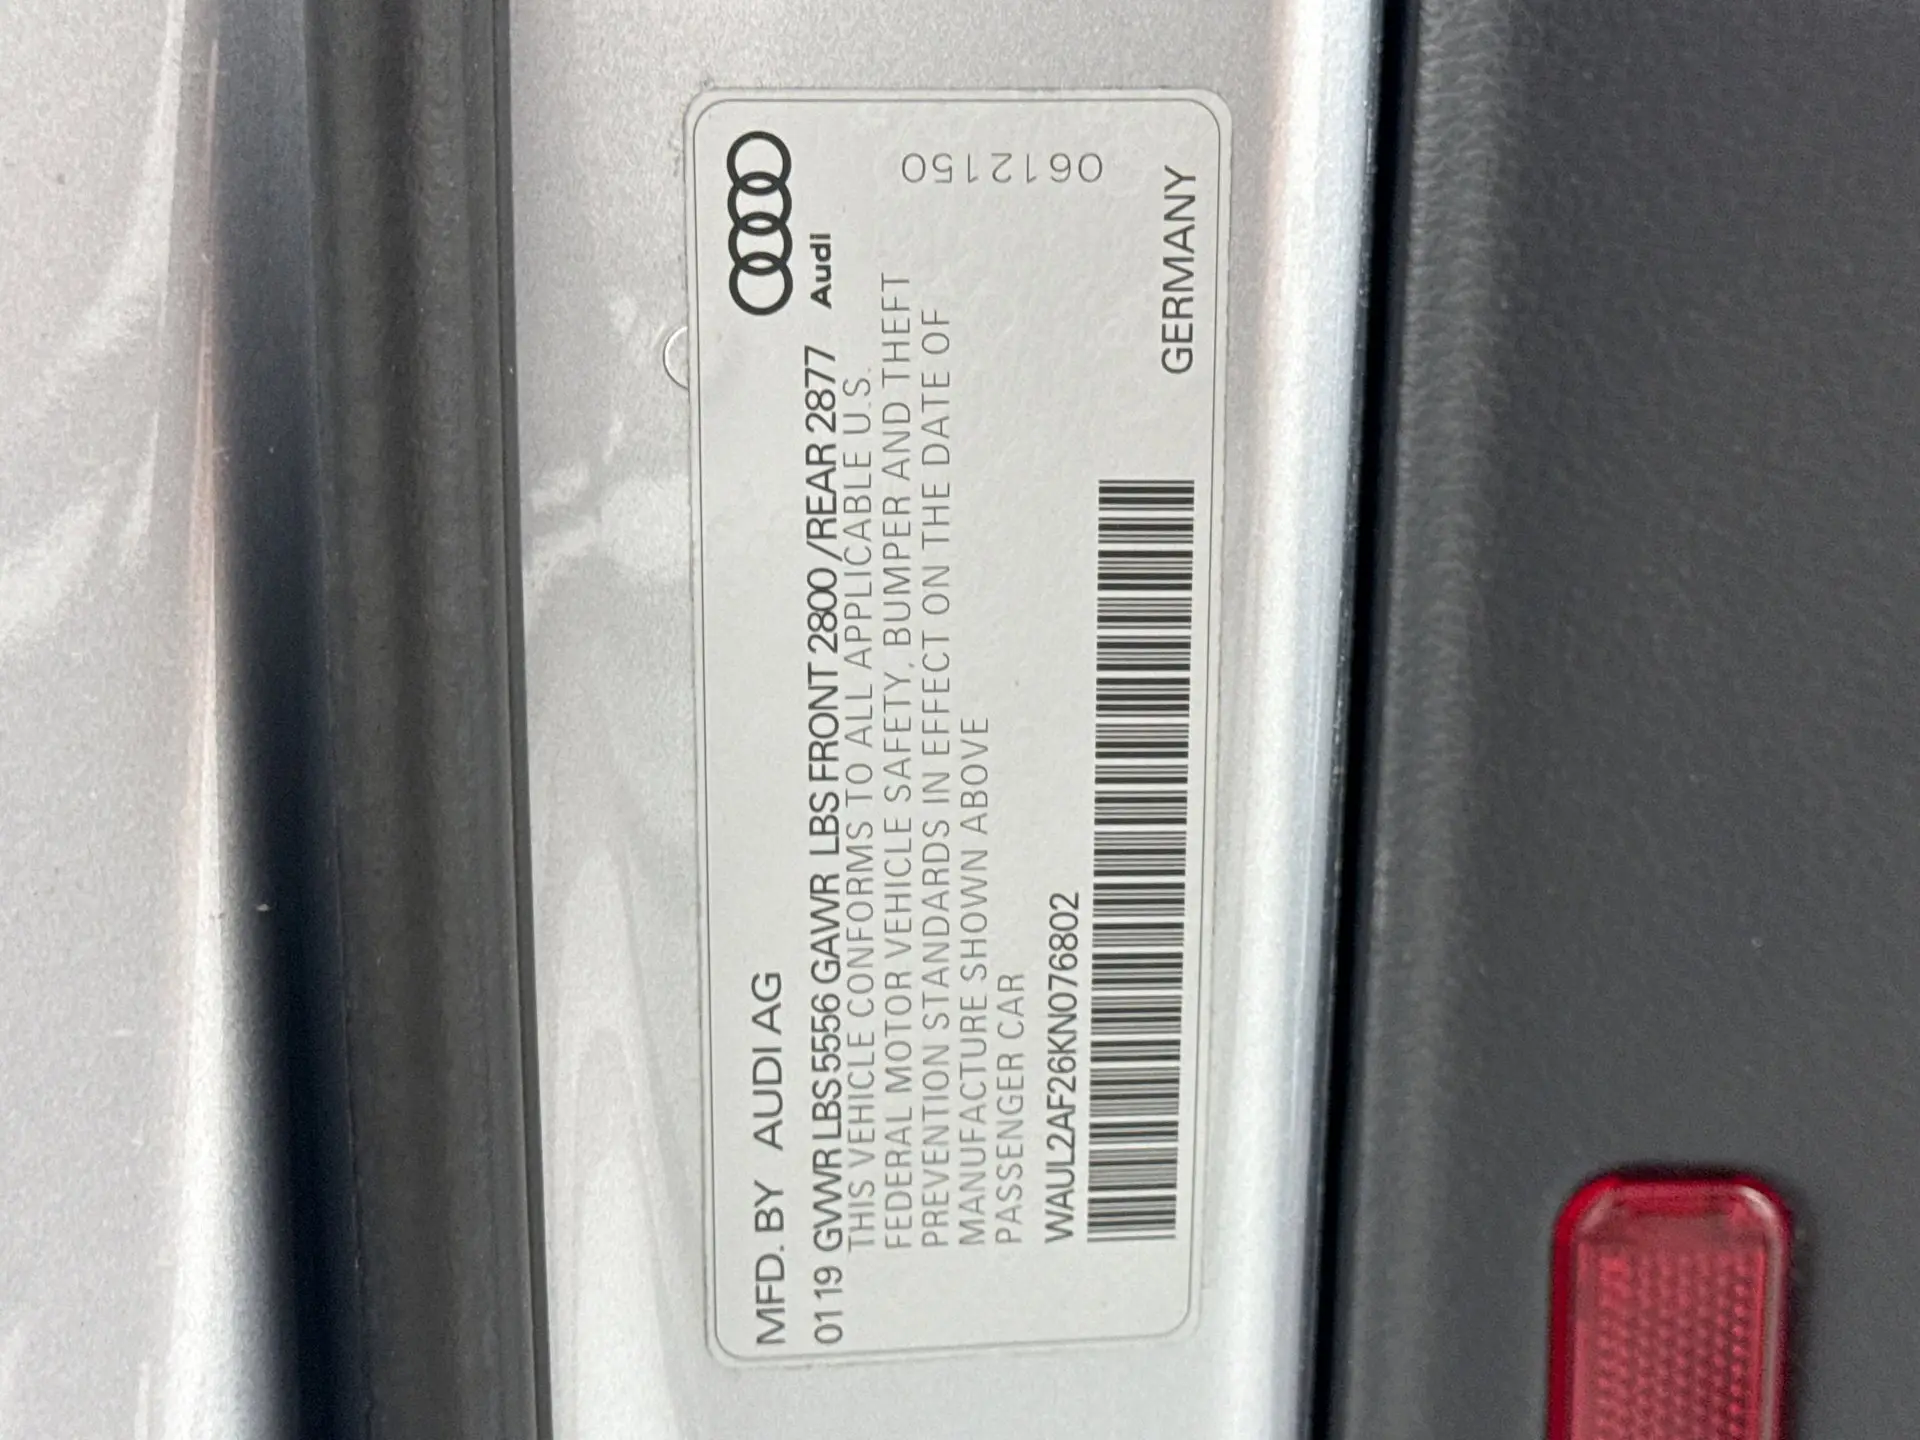 MFD. BY AUDI AG
Audi
01 19 GVWR LBS 5556 GAWR LBS FRONT 2800 /REAR 2877
THIS VEHICLE CONFORMS TO ALL APPLICABLE U.S.
FEDERAL MOTOR VEHICLE SAFETY, BUMPER AND THEFT
PREVENTION STANDARDS IN EFFECT ON THE DATE OF
MANUFACTURE SHOWN ABOVE
PASSENGER CAR
0612150
WAUL2AF26KN076802
GERMANY